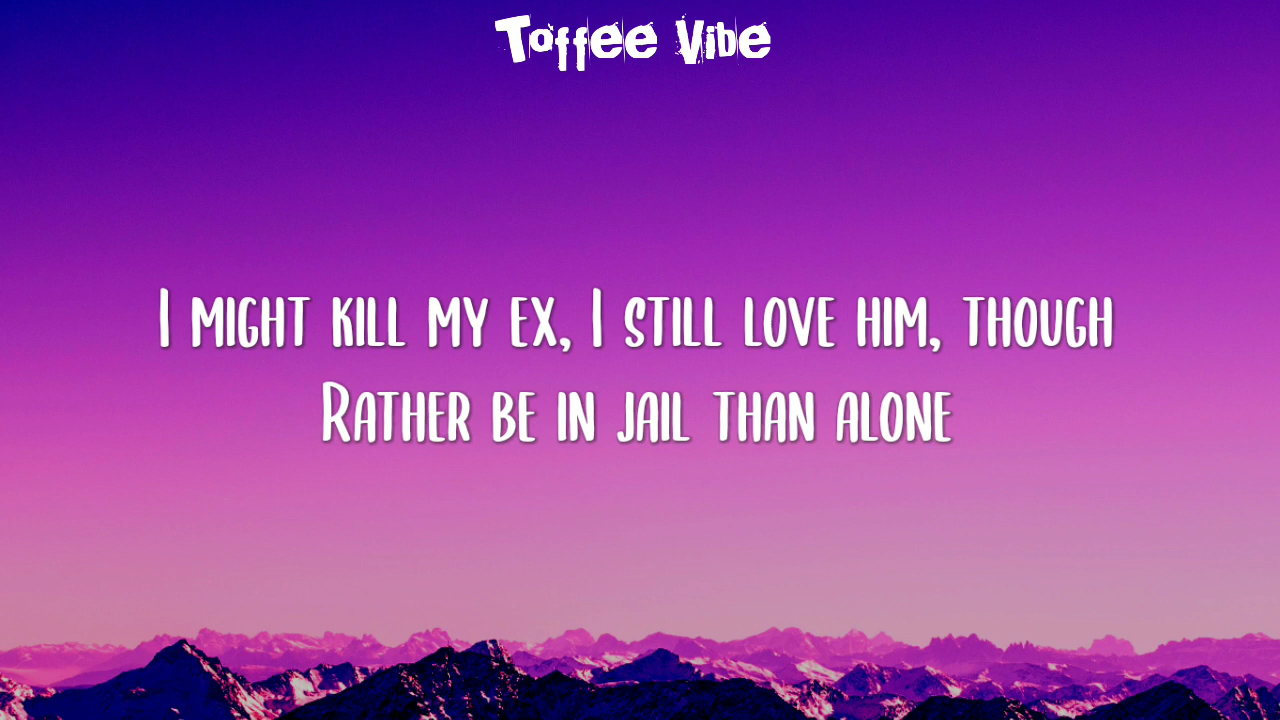 Toffee Vibe
I might kill my ex, I still love him, though
Rather be in jail than alone